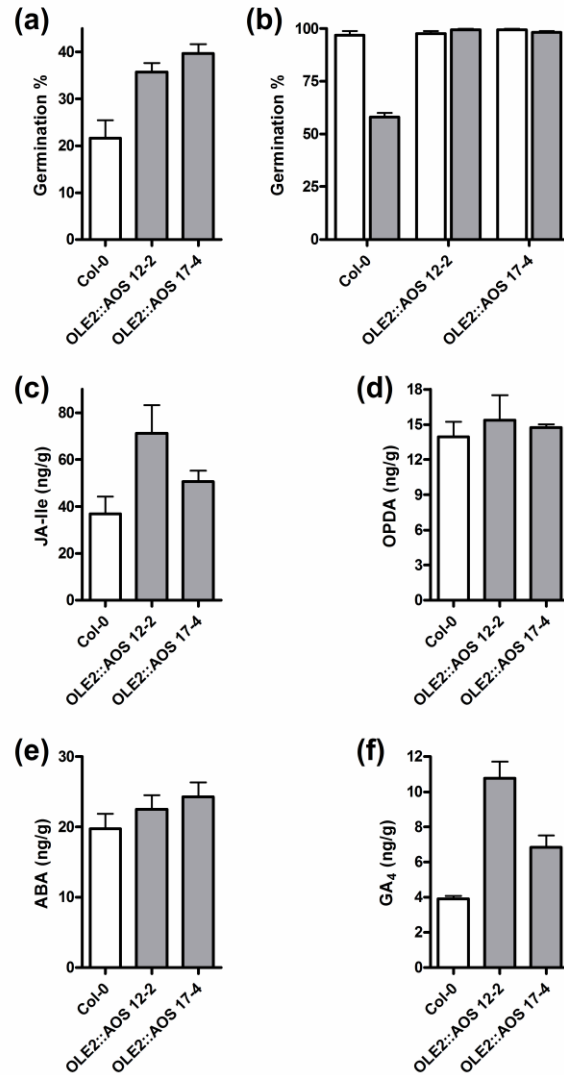 (a)
Germination %
40
30
20
10
0
Col-0
OLE2::AOS 12-2
OLE2::AOS 17-4
(b)
Germination %
100
75
50
25
0
Col-0
OLE2::AOS 12-2
OLE2::AOS 17-4
(c)
JA-Ile (ng/g)
80
60
40
20
0
Col-0
OLE2::AOS 12-2
OLE2::AOS 17-4
(d)
OPDA (ng/g)
18
15
12
9
6
3
0
Col-0
OLE2::AOS 12-2
OLE2::AOS 17-4
(e)
ABA (ng/g)
30
20
10
0
Col-0
OLE2::AOS 12-2
OLE2::AOS 17-4
(f)
GA₄ (ng/g)
12
10
8
6
4
2
0
Col-0
OLE2::AOS 12-2
OLE2::AOS 17-4